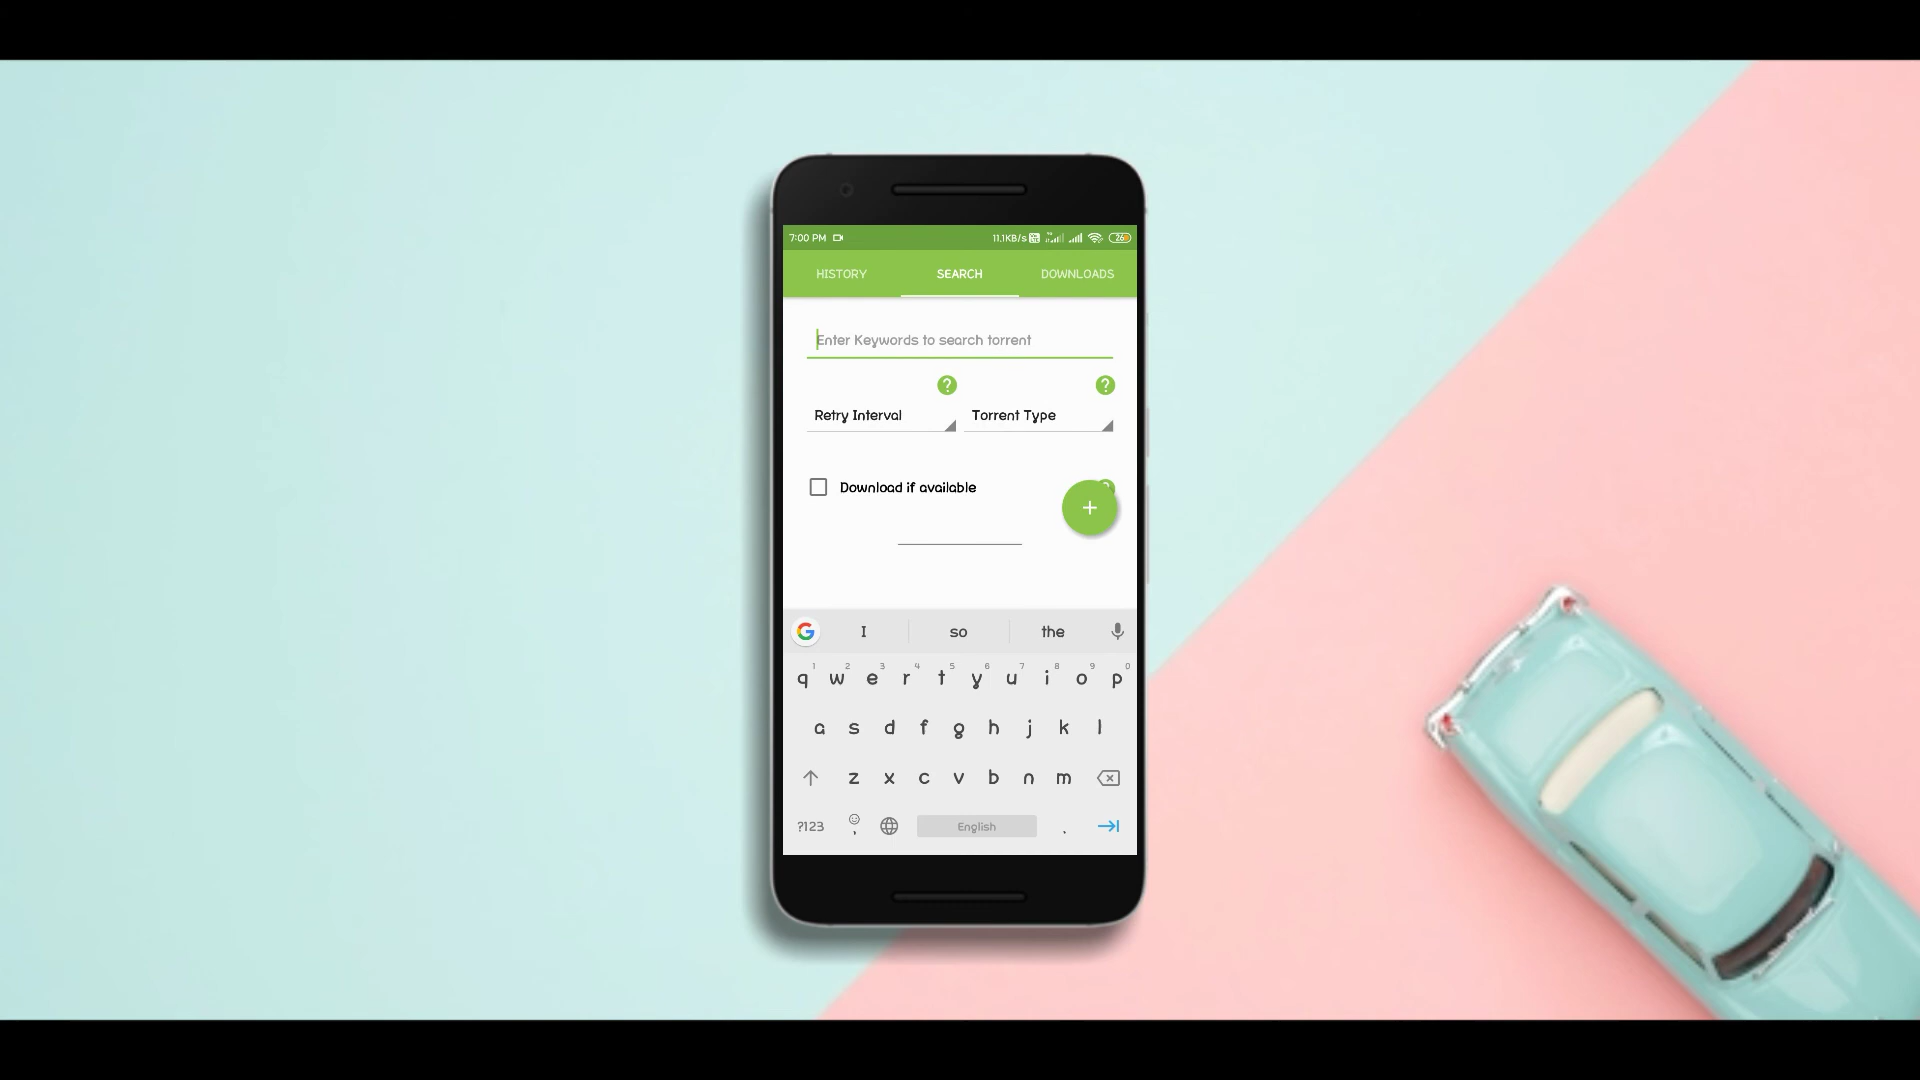 7:00 PM 11.1KB/s 26
HISTORY SEARCH DOWNLOADS
Enter Keywords to search torrent
Retry Interval Torrent Type
Download if available
I so the
1 2 3 4 5 6 7 8 9 0
q w e r t y u i o p
a s d f g h j k l
z x c v b n m
?123 , English .